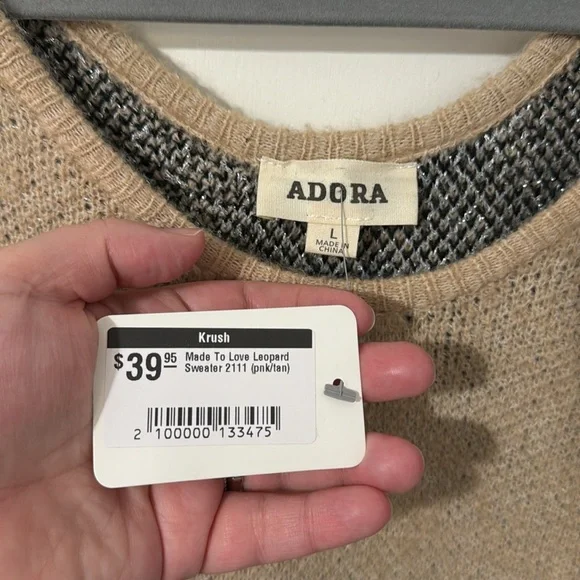 ADORA
L
MADE IN
CHINA
Krush
$39.95 Made To Love Leopard
Sweater 2111 (pnk/tan)
2 100000 133475